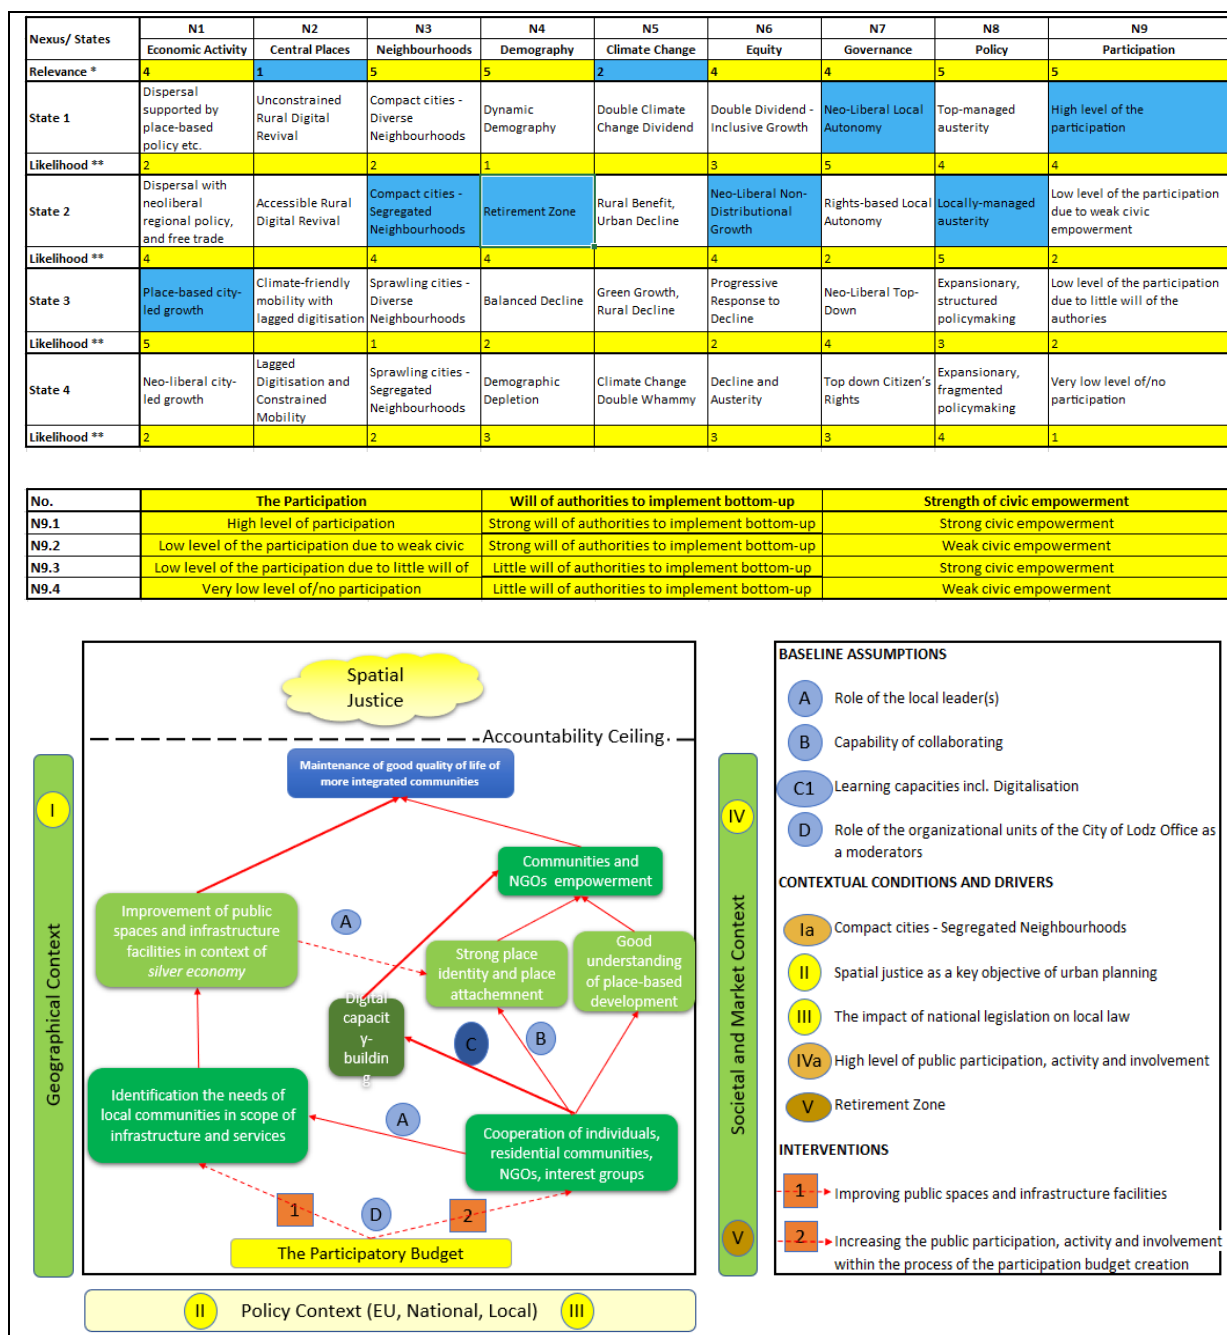 Nexus/ States N1 N2 N3 N4 N5 N6 N7 N8 N9
Economic Activity Central Places Neighbourhoods Demography Climate Change Equity Governance Policy Participation
Relevance * 4 1 5 5 2 4 4 5 5
State 1
Dispersal
supported by
place-based
policy etc.
Unconstrained
Rural Digital
Revival
Compact cities -
Diverse
Neighbourhoods
Dynamic
Demography
Double Climate
Change Dividend
Double Dividend -
Inclusive Growth
Neo-Liberal Local
Autonomy
Top-managed
austerity
High level of the
participation
Likelihood ** 2 2 1 3 5 4 4
State 2
Dispersal with
neoliberal
regional policy,
and free trade
Accessible Rural
Digital Revival
Compact cities -
Segregated
Neighbourhoods
Retirement Zone
Rural Benefit,
Urban Decline
Neo-Liberal Non-
Distributional
Growth
Rights-based Local
Autonomy
Locally-managed
austerity
Low level of the participation
due to weak civic
empowerment
Likelihood ** 4 4 4 4 2 5 2
State 3
Place-based city-
led growth
Climate-friendly
mobility with
lagged digitisation
Sprawling cities -
Diverse
Neighbourhoods
Balanced Decline
Green Growth,
Rural Decline
Progressive
Response to
Decline
Neo-Liberal Top-
Down
Expansionary,
structured
policymaking
Low level of the participation
due to little will of the
authories
Likelihood ** 5 1 2 2 4 3 2
State 4
Neo-liberal city-
led growth
Lagged
Digitisation and
Constrained
Mobility
Sprawling cities -
Segregated
Neighbourhoods
Demographic
Depletion
Climate Change
Double Whammy
Decline and
Austerity
Top down Citizen's
Rights
Expansionary,
fragmented
policymaking
Very low level of/no
participation
Likelihood ** 2 2 3 3 3 4 1
No. The Participation Will of authorities to implement bottom-up Strength of civic empowerment
N9.1 High level of participation Strong will of authorities to implement bottom-up Strong civic empowerment
N9.2 Low level of the participation due to weak civic Strong will of authorities to implement bottom-up Weak civic empowerment
N9.3 Low level of the participation due to little will of Little will of authorities to implement bottom-up Strong civic empowerment
N9.4 Very low level of/no participation Little will of authorities to implement bottom-up Weak civic empowerment
Spatial
Justice
Accountability Ceiling
Maintenance of good quality of life of
more integrated communities
Geographical Context
I
Communities and
NGOs empowerment
Improvement of public
spaces and infrastructure
facilities in context of
silver economy
A
Strong place
identity and place
attachemnent
Good
understanding
of place-based
development
Digital
capacit
y-
buildin
g
C
B
Identification the needs of
local communities in scope of
infrastructure and services
A
Cooperation of individuals,
residential communities,
NGOs, interest groups
1
D
2
The Participatory Budget
Societal and Market Context
IV
V
II Policy Context (EU, National, Local) III
BASELINE ASSUMPTIONS
A Role of the local leader(s)
B Capability of collaborating
C1 Learning capacities incl. Digitalisation
D Role of the organizational units of the City of Lodz Office as
a moderators
CONTEXTUAL CONDITIONS AND DRIVERS
Ia Compact cities - Segregated Neighbourhoods
II Spatial justice as a key objective of urban planning
III The impact of national legislation on local law
IVa High level of public participation, activity and involvement
V Retirement Zone
INTERVENTIONS
1 Improving public spaces and infrastructure facilities
2 Increasing the public participation, activity and involvement
within the process of the participation budget creation